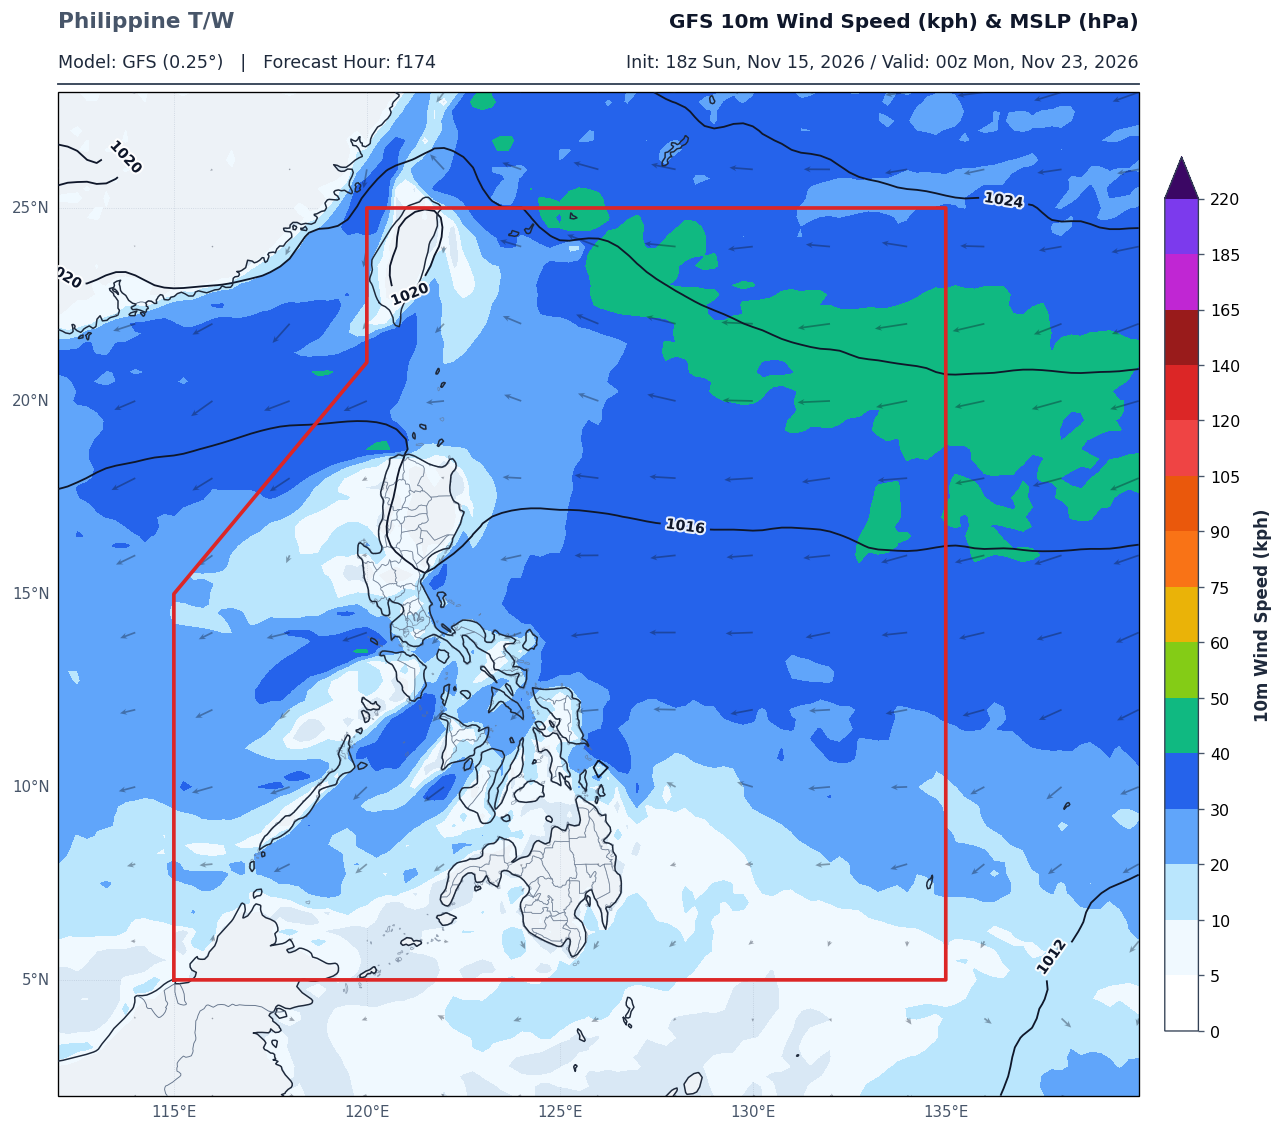 Philippine T/W
GFS 10m Wind Speed (kph) & MSLP (hPa)
Model: GFS (0.25°)   |   Forecast Hour: f174
Init: 18z Sun, Nov 15, 2026 / Valid: 00z Mon, Nov 23, 2026
1020
1024
25°N
020
1020
20°N
1016
15°N
10°N
1012
5°N
115°E
120°E
125°E
130°E
135°E
220
185
165
140
120
105
90
75
60
50
40
30
20
10
5
0
10m Wind Speed (kph)